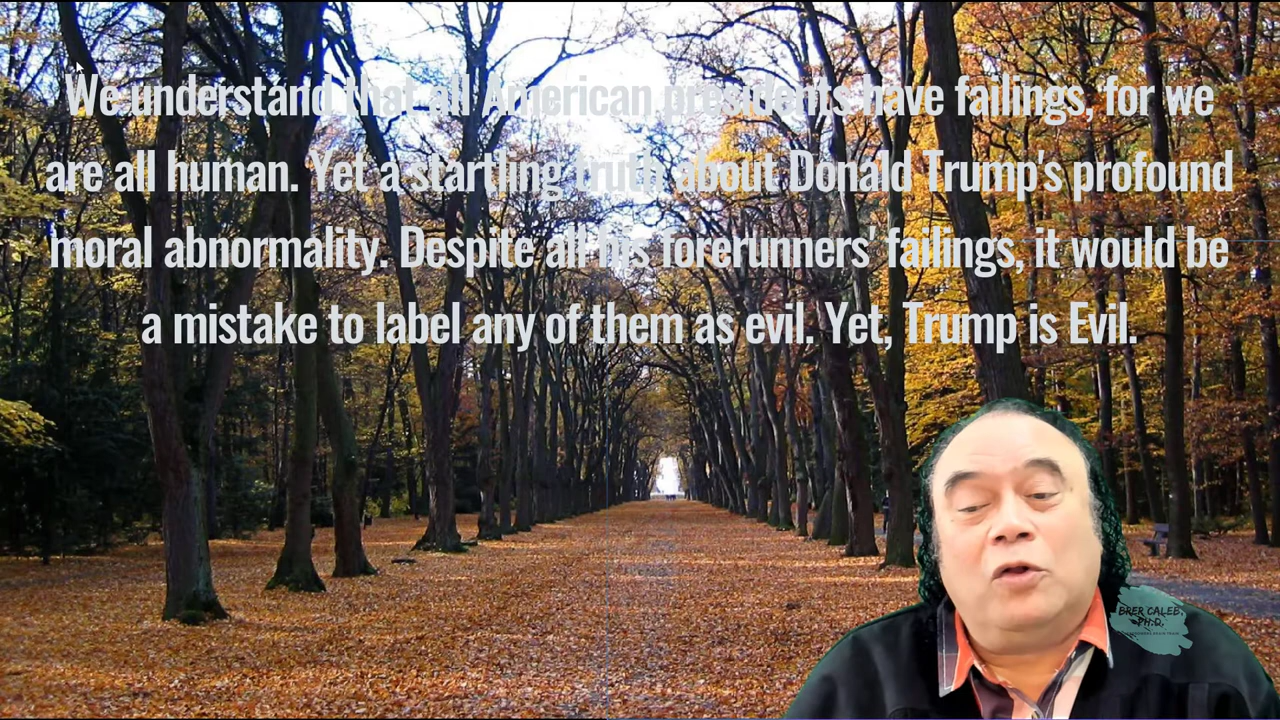 We understand that all American presidents have failings, for we
are all human. Yet a startling truth about Donald Trump's profound
moral abnormality. Despite all his forerunners' failings, it would be
a mistake to label any of them as evil. Yet, Trump is Evil.
BRER CALEB,
PH.D.